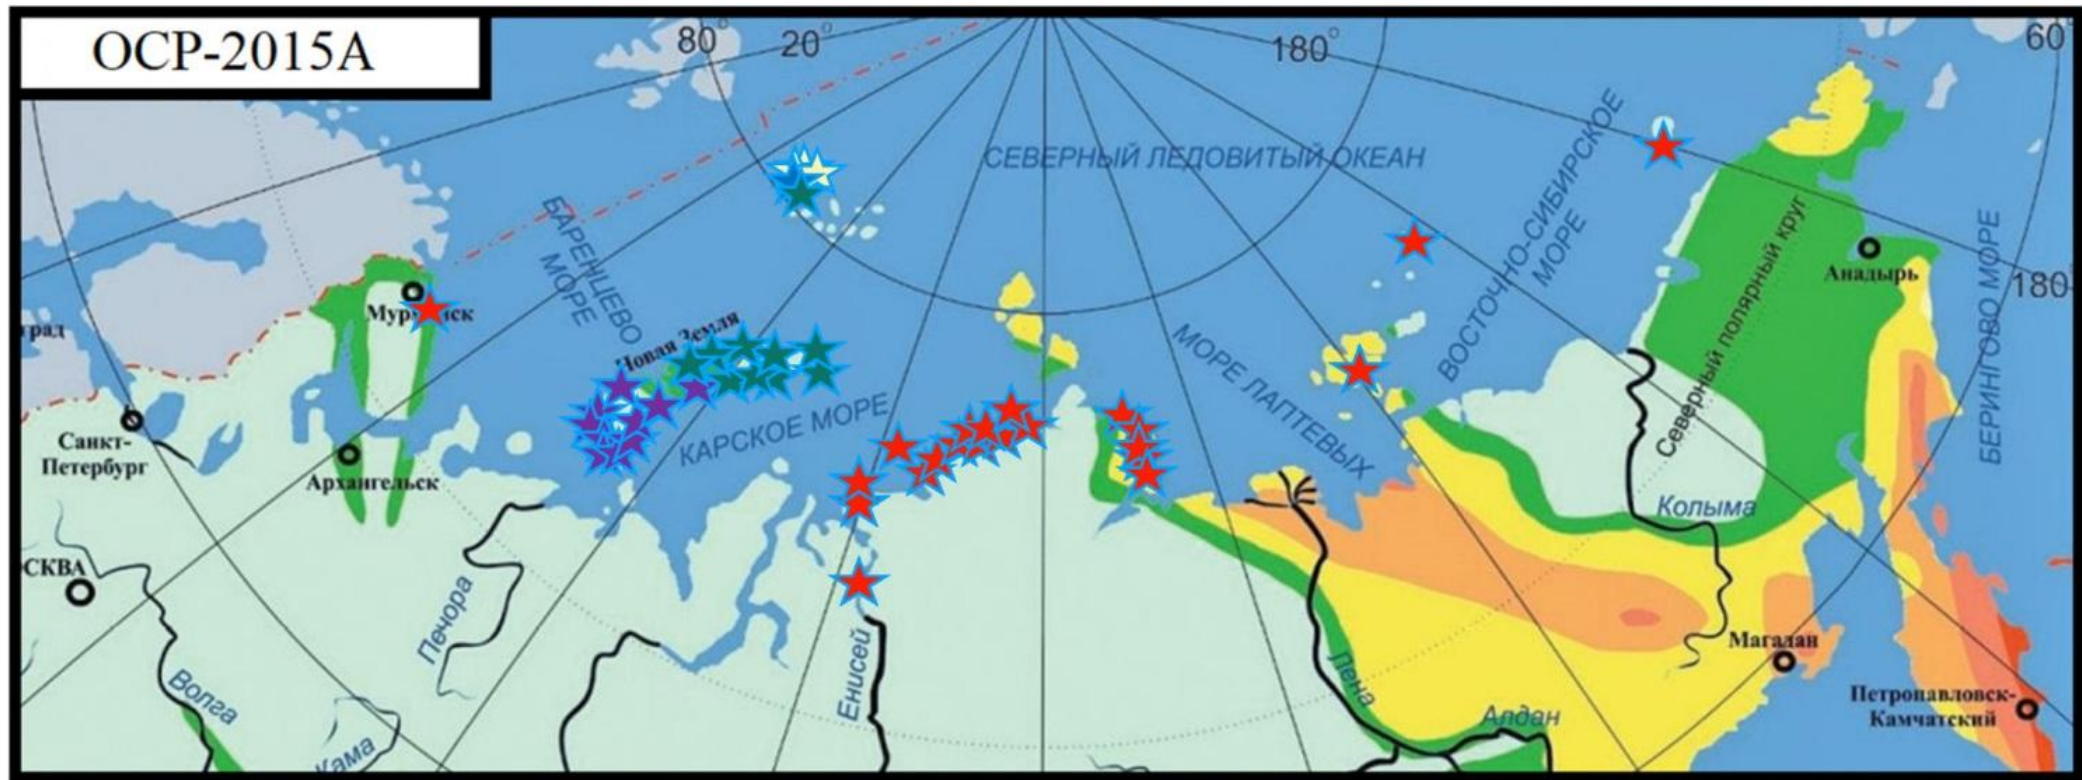 ОСР-2015А
80°
20°
180°
60°
СЕВЕРНЫЙ ЛЕДОВИТЫЙ ОКЕАН
БАРЕНЦЕВО
МОРЕ
ВОСТОЧНО-СИБИРСКОЕ
МОРЕ
Северный полярный круг
Анадырь
БЕРИНГОВО МОРЕ
180
град
Новая Земля
МОРЕ ЛАПТЕВЫХ
КАРСКОЕ МОРЕ
Санкт-
Петербург
Архангельск
Колыма
СКВА
Печора
Енисей
Волга
Кама
Лена
Алдан
Магадан
Петропавловск-
Камчатский